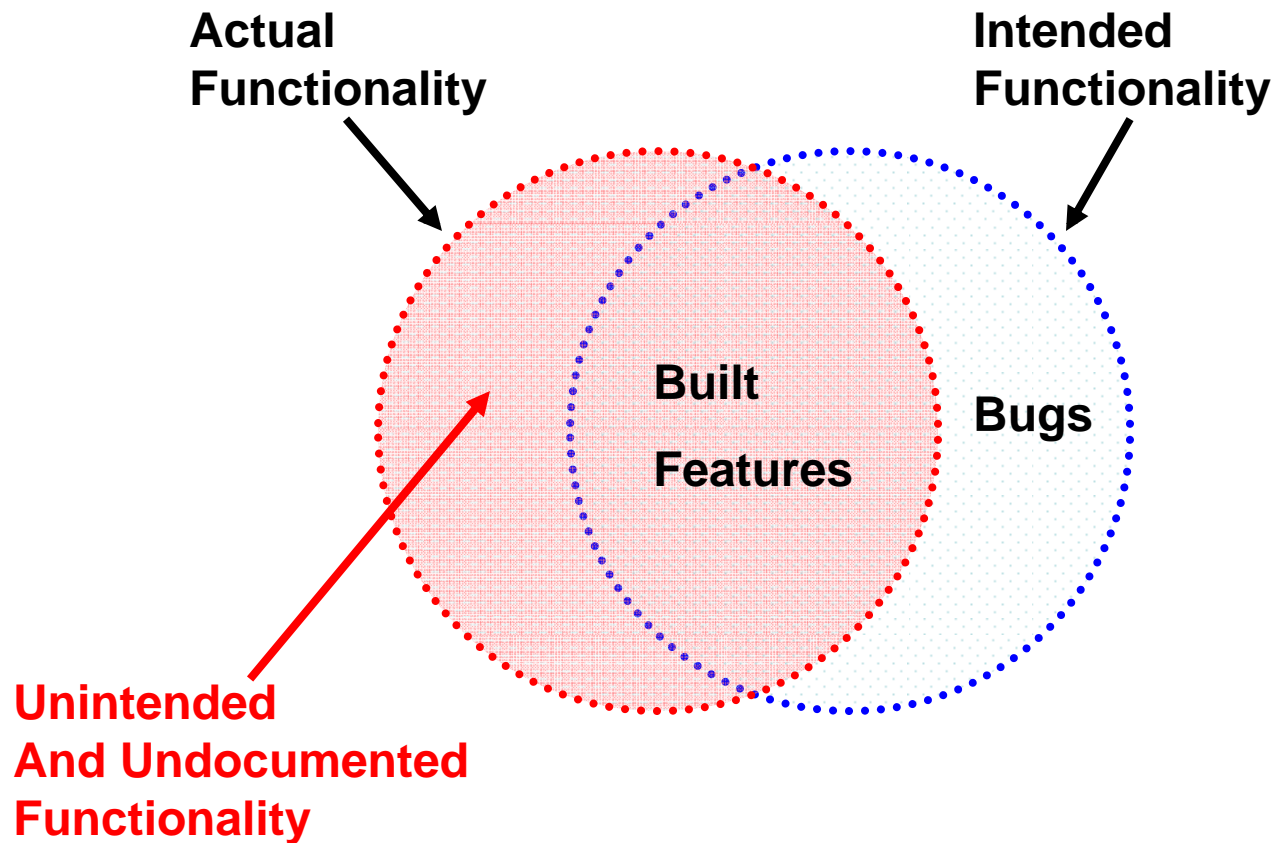 Actual
Functionality
Intended
Functionality
Built
Features
Bugs
Unintended
And Undocumented
Functionality